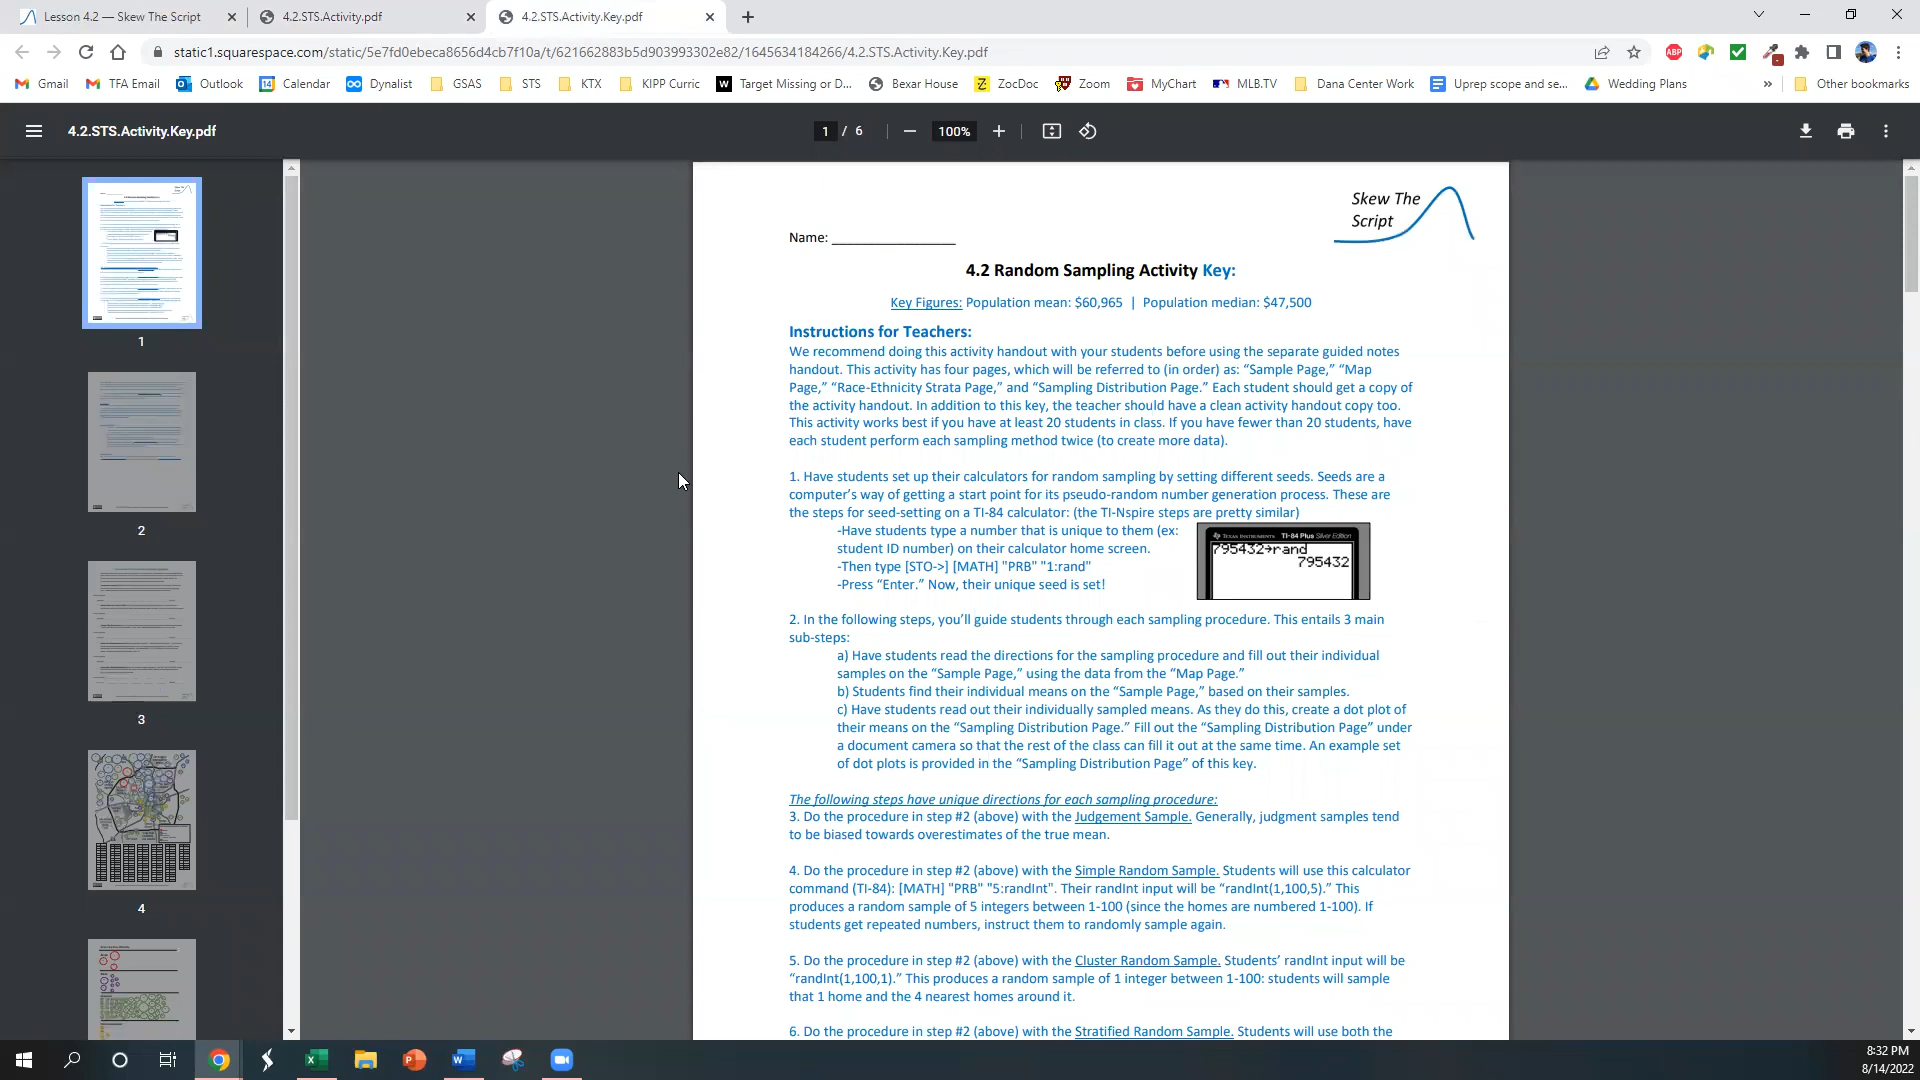 Lesson 4.2 — Skew The Script
4.2.STS.Activity.pdf
4.2.STS.Activity.Key.pdf
static1.squarespace.com/static/5e7fd0ebeca8656d4cb7f10a/t/621662883b5d903993302e82/1645634184266/4.2.STS.Activity.Key.pdf
Gmail TFA Email Outlook Calendar Dynalist GSAS STS KTX KIPP Curric Target Missing or D... Bexar House ZocDoc Zoom MyChart MLB.TV Dana Center Work Uprep scope and se... Wedding Plans » Other bookmarks
4.2.STS.Activity.Key.pdf
1 / 6
100%
1
2
3
4
Skew The
Script
Name: __________________
4.2 Random Sampling Activity Key:
Key Figures: Population mean: $60,965 | Population median: $47,500
Instructions for Teachers:
We recommend doing this activity handout with your students before using the separate guided notes
handout. This activity has four pages, which will be referred to (in order) as: “Sample Page,” “Map
Page,” “Race-Ethnicity Strata Page,” and “Sampling Distribution Page.” Each student should get a copy of
the activity handout. In addition to this key, the teacher should have a clean activity handout copy too.
This activity works best if you have at least 20 students in class. If you have fewer than 20 students, have
each student perform each sampling method twice (to create more data).
1. Have students set up their calculators for random sampling by setting different seeds. Seeds are a
computer’s way of getting a start point for its pseudo-random number generation process. These are
the steps for seed-setting on a TI-84 calculator: (the TI-Nspire steps are pretty similar)
-Have students type a number that is unique to them (ex:
student ID number) on their calculator home screen.
-Then type [STO->] [MATH] "PRB" "1:rand"
-Press “Enter.” Now, their unique seed is set!
TEXAS INSTRUMENTS TI-84 Plus Silver Edition
795432→rand
795432
2. In the following steps, you’ll guide students through each sampling procedure. This entails 3 main
sub-steps:
a) Have students read the directions for the sampling procedure and fill out their individual
samples on the “Sample Page,” using the data from the “Map Page.”
b) Students find their individual means on the “Sample Page,” based on their samples.
c) Have students read out their individually sampled means. As they do this, create a dot plot of
their means on the “Sampling Distribution Page.” Fill out the “Sampling Distribution Page” under
a document camera so that the rest of the class can fill it out at the same time. An example set
of dot plots is provided in the “Sampling Distribution Page” of this key.
The following steps have unique directions for each sampling procedure:
3. Do the procedure in step #2 (above) with the Judgement Sample. Generally, judgment samples tend
to be biased towards overestimates of the true mean.
4. Do the procedure in step #2 (above) with the Simple Random Sample. Students will use this calculator
command (TI-84): [MATH] "PRB" "5:randInt". Their randInt input will be “randInt(1,100,5).” This
produces a random sample of 5 integers between 1-100 (since the homes are numbered 1-100). If
students get repeated numbers, instruct them to randomly sample again.
5. Do the procedure in step #2 (above) with the Cluster Random Sample. Students’ randInt input will be
“randInt(1,100,1).” This produces a random sample of 1 integer between 1-100: students will sample
that 1 home and the 4 nearest homes around it.
6. Do the procedure in step #2 (above) with the Stratified Random Sample. Students will use both the
8:32 PM
8/14/2022